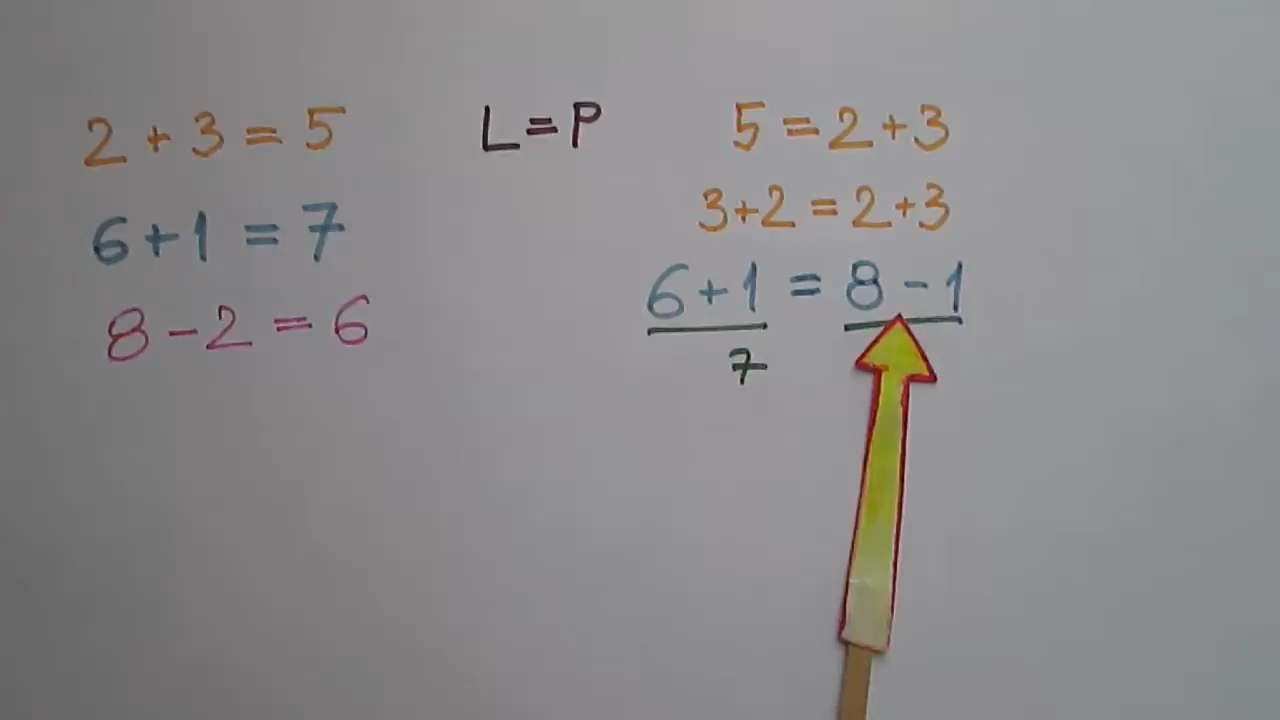 2 + 3 = 5
6 + 1 = 7
8 - 2 = 6
L = P
5 = 2 + 3
3 + 2 = 2 + 3
6 + 1 = 8 - 1
7